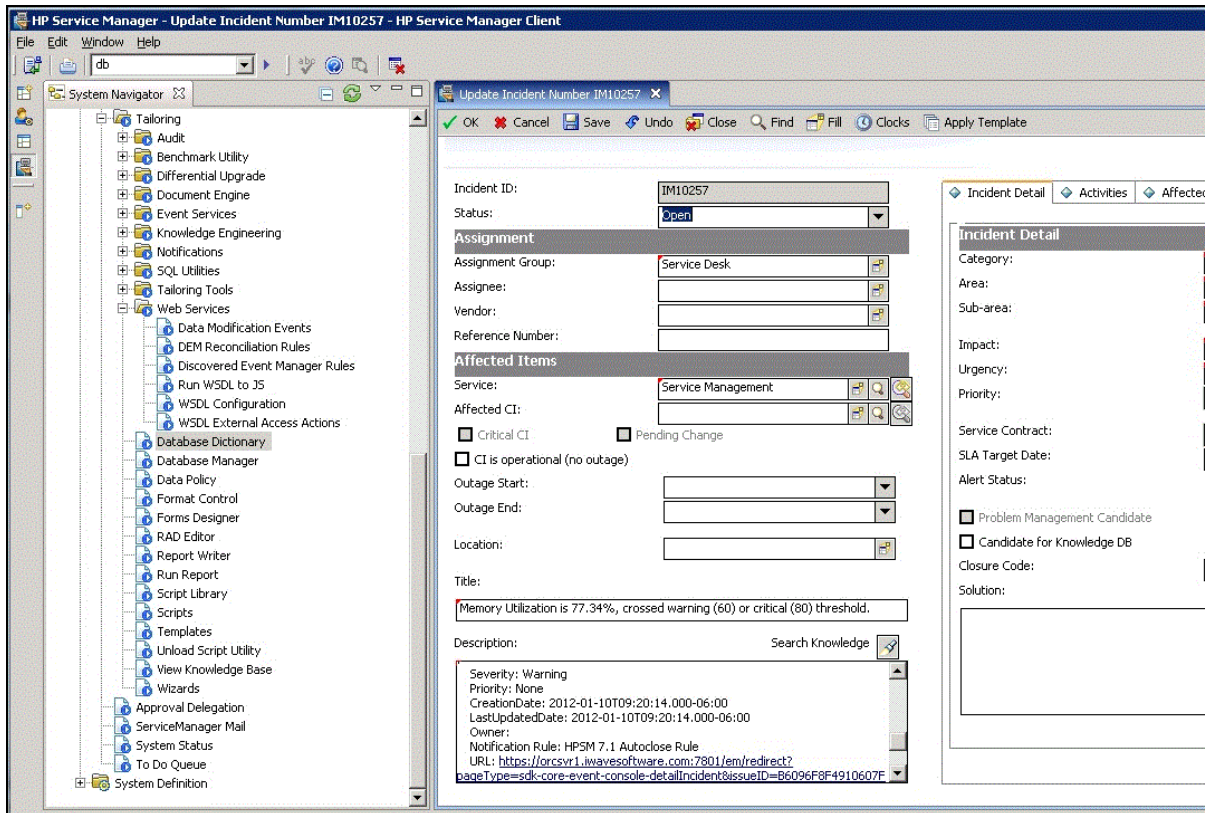 HP Service Manager - Update Incident Number IM10257 - HP Service Manager Client
File Edit Window Help
db
System Navigator
Tailoring
Audit
Benchmark Utility
Differential Upgrade
Document Engine
Event Services
Knowledge Engineering
Notifications
SQL Utilities
Tailoring Tools
Web Services
Data Modification Events
DEM Reconciliation Rules
Discovered Event Manager Rules
Run WSDL to JS
WSDL Configuration
WSDL External Access Actions
Database Dictionary
Database Manager
Data Policy
Format Control
Forms Designer
RAD Editor
Report Writer
Run Report
Script Library
Scripts
Templates
Unload Script Utility
View Knowledge Base
Wizards
Approval Delegation
ServiceManager Mail
System Status
To Do Queue
System Definition
Update Incident Number IM10257
OK Cancel Save Undo Close Find Fill Clocks Apply Template
Incident ID: IM10257
Status: Open
Assignment
Assignment Group: Service Desk
Assignee:
Vendor:
Reference Number:
Affected Items
Service: Service Management
Affected CI:
Critical CI Pending Change
CI is operational (no outage)
Outage Start:
Outage End:
Location:
Title:
Memory Utilization is 77.34%, crossed warning (60) or critical (80) threshold.
Description: Search Knowledge
Severity: Warning
Priority: None
CreationDate: 2012-01-10T09:20:14.000-06:00
LastUpdatedDate: 2012-01-10T09:20:14.000-06:00
Owner:
Notification Rule: HPSM 7.1 Autoclose Rule
URL: https://orcsvr1.iwavesoftware.com:7801/em/redirect?
pageType=sdk-core-event-console-detailIncident&issueID=B6096F8F4910607F
Incident Detail Activities Affected
Incident Detail
Category:
Area:
Sub-area:
Impact:
Urgency:
Priority:
Service Contract:
SLA Target Date:
Alert Status:
Problem Management Candidate
Candidate for Knowledge DB
Closure Code:
Solution: